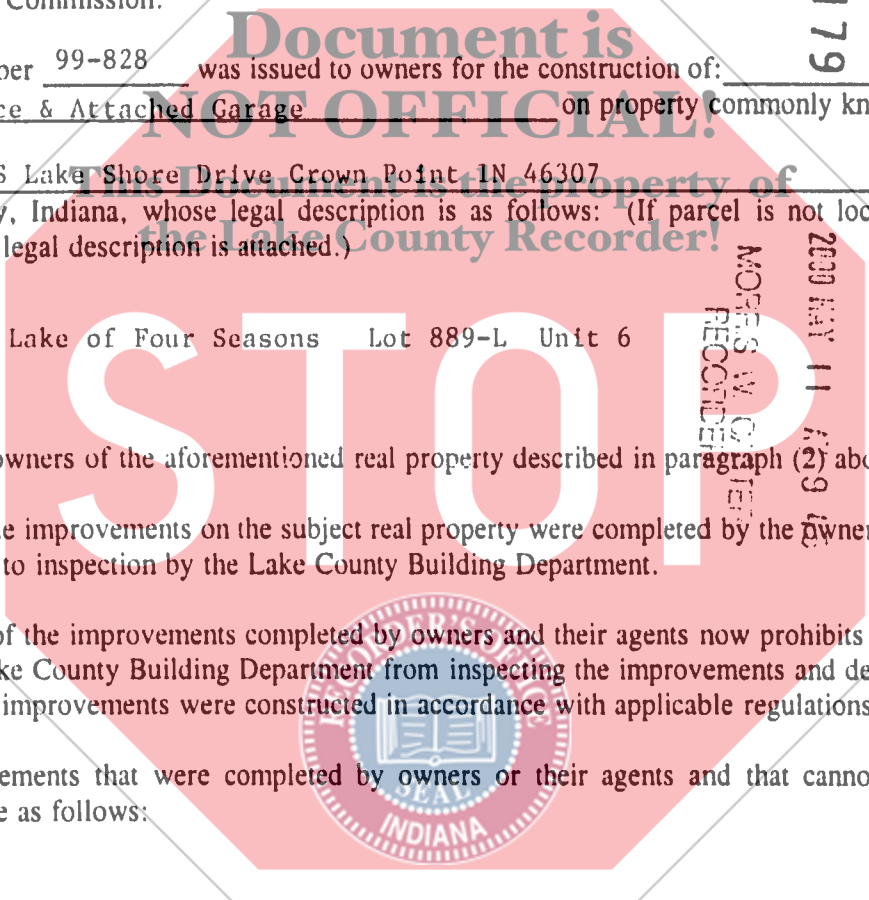 Commission.
Document is
99-828 was issued to owners for the construction of:
NOT OFFICIAL!
& Attached Garage on property commonly kn
This Document is the property of
S Lake Shore Drive Crown Point IN 46307
y, Indiana, whose legal description is as follows: (If parcel is not loc
the Lake County Recorder!
legal description is attached.)
Lake of Four Seasons Lot 889-L Unit 6
STOP
owners of the aforementioned real property described in paragraph (2) abo
e improvements on the subject real property were completed by the owner
to inspection by the Lake County Building Department.
of the improvements completed by owners and their agents now prohibits
ke County Building Department from inspecting the improvements and de
improvements were constructed in accordance with applicable regulations
ements that were completed by owners or their agents and that canno
e as follows:
RECORDER'S OFFICE
SEAL
INDIANA
179
2000 MAY 11
MORRIS W.
RECORDER